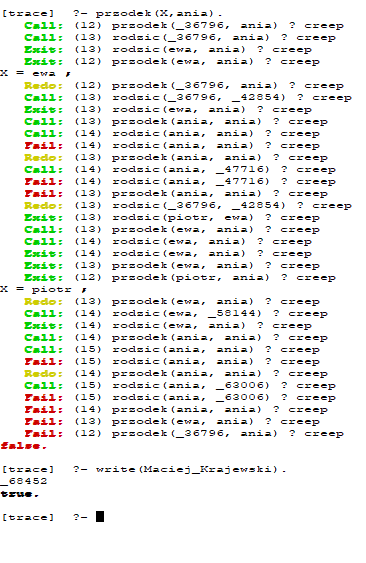 [trace]  ?- przodek(X,ania).
   Call: (12) przodek(_36796, ania) ? creep
   Call: (13) rodzic(_36796, ania) ? creep
   Exit: (13) rodzic(ewa, ania) ? creep
   Exit: (12) przodek(ewa, ania) ? creep
X = ewa ;
   Redo: (12) przodek(_36796, ania) ? creep
   Call: (13) rodzic(_36796, _42854) ? creep
   Exit: (13) rodzic(ewa, ania) ? creep
   Call: (13) przodek(ania, ania) ? creep
   Call: (14) rodzic(ania, ania) ? creep
   Fail: (14) rodzic(ania, ania) ? creep
   Redo: (13) przodek(ania, ania) ? creep
   Call: (14) rodzic(ania, _47716) ? creep
   Fail: (14) rodzic(ania, _47716) ? creep
   Fail: (13) przodek(ania, ania) ? creep
   Redo: (13) rodzic(_36796, _42854) ? creep
   Exit: (13) rodzic(piotr, ewa) ? creep
   Call: (13) przodek(ewa, ania) ? creep
   Call: (14) rodzic(ewa, ania) ? creep
   Exit: (14) rodzic(ewa, ania) ? creep
   Exit: (13) przodek(ewa, ania) ? creep
   Exit: (12) przodek(piotr, ania) ? creep
X = piotr ;
   Redo: (13) przodek(ewa, ania) ? creep
   Call: (14) rodzic(ewa, _58144) ? creep
   Exit: (14) rodzic(ewa, ania) ? creep
   Call: (14) przodek(ania, ania) ? creep
   Call: (15) rodzic(ania, ania) ? creep
   Fail: (15) rodzic(ania, ania) ? creep
   Redo: (14) przodek(ania, ania) ? creep
   Call: (15) rodzic(ania, _63006) ? creep
   Fail: (15) rodzic(ania, _63006) ? creep
   Fail: (14) przodek(ania, ania) ? creep
   Fail: (13) przodek(ewa, ania) ? creep
   Fail: (12) przodek(_36796, ania) ? creep
false.
[trace]  ?- write(Maciej_Krajewski).
_68452
true.
[trace]  ?-